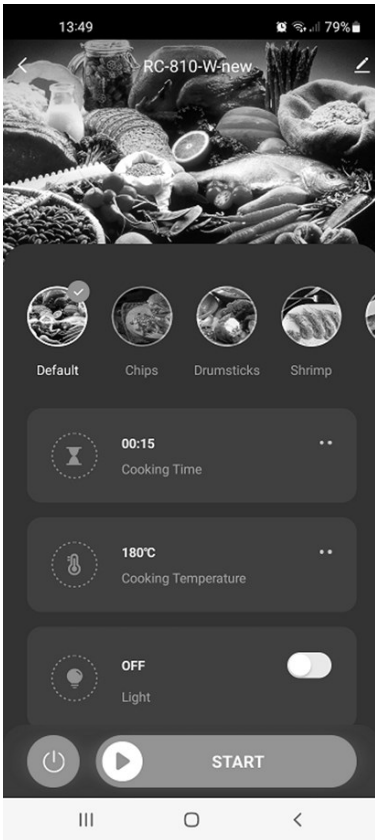 13:49
79%
RC-810-W-new
Default
Chips
Drumsticks
Shrimp
00:15
Cooking Time
180°C
Cooking Temperature
OFF
Light
START